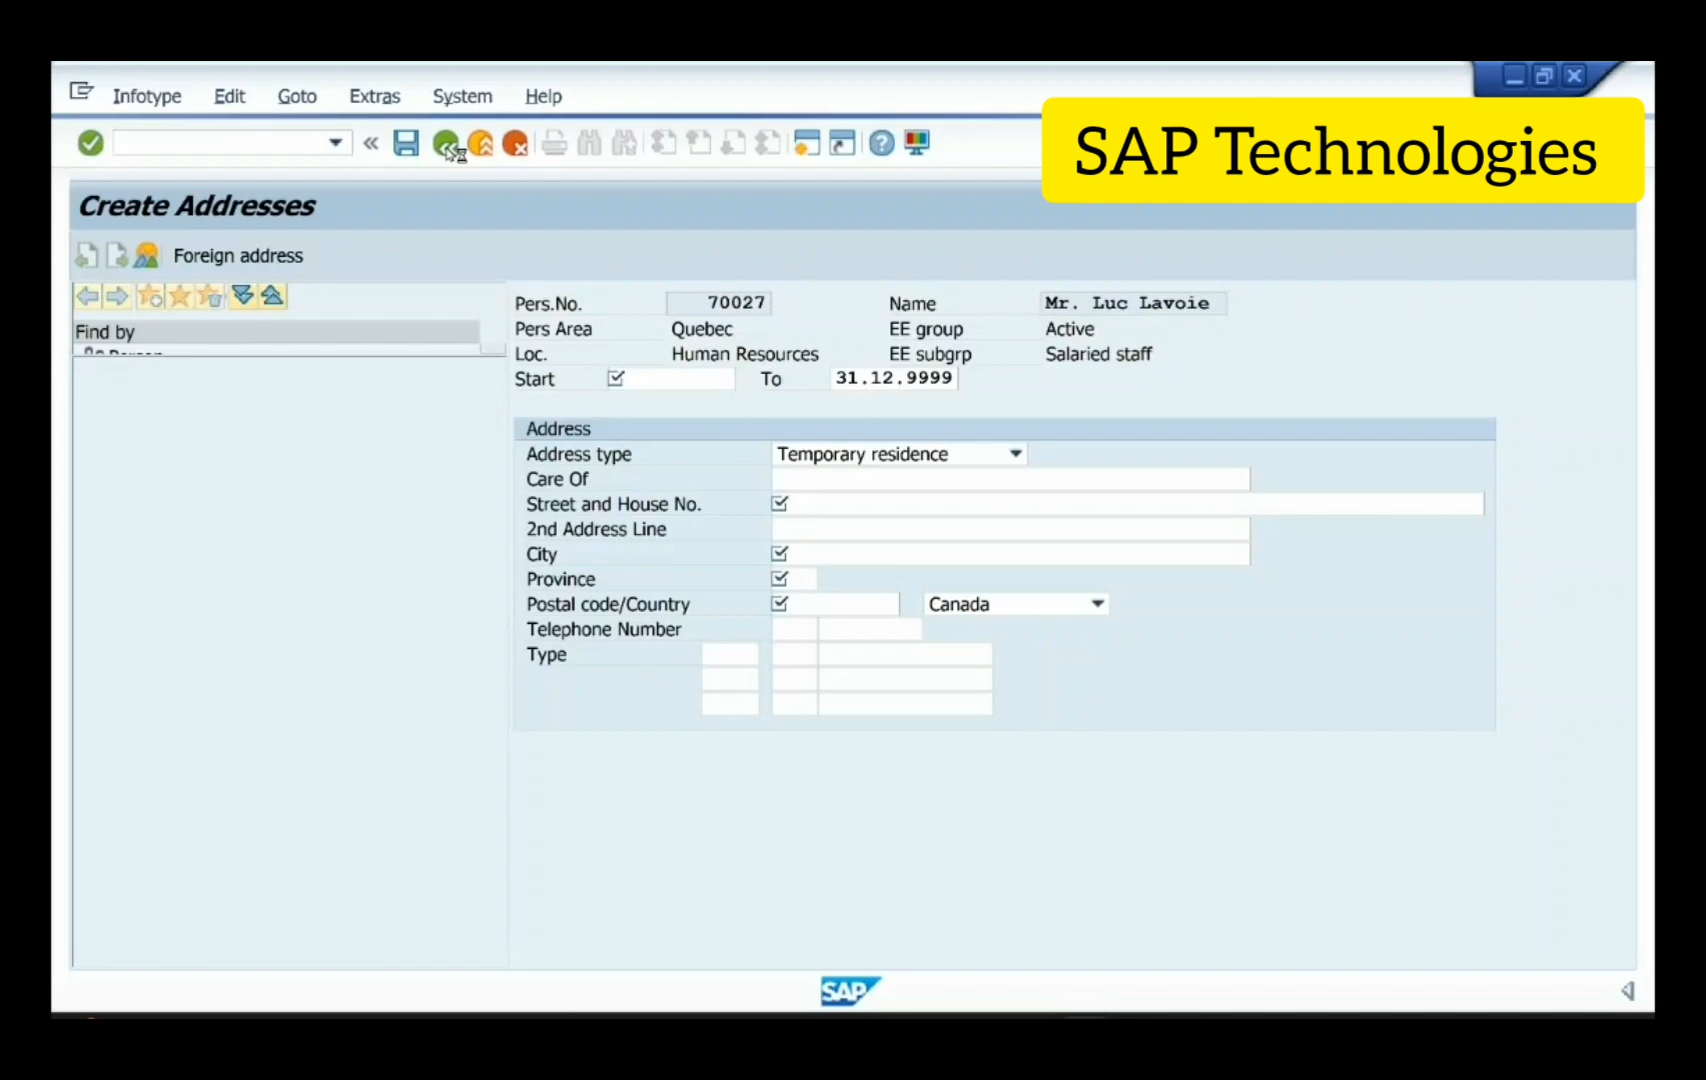 Infotype Edit Goto Extras System Help
SAP Technologies
Create Addresses
Foreign address
Find by
Pers.No. 70027 Name Mr. Luc Lavoie
Pers Area Quebec EE group Active
Loc. Human Resources EE subgrp Salaried staff
Start To 31.12.9999
Address
Address type Temporary residence
Care Of
Street and House No.
2nd Address Line
City
Province
Postal code/Country Canada
Telephone Number
Type
SAP